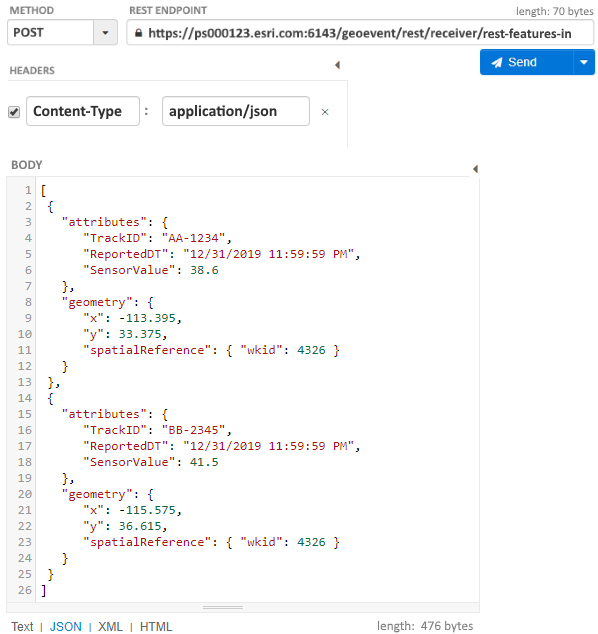 METHOD
REST ENDPOINT
length: 70 bytes
POST
https://ps000123.esri.com:6143/geoevent/rest/receiver/rest-features-in
Send
HEADERS
Content-Type : application/json ×
BODY
1 [
2 {
3 "attributes": {
4 "TrackID": "AA-1234",
5 "ReportedDT": "12/31/2019 11:59:59 PM",
6 "SensorValue": 38.6
7 },
8 "geometry": {
9 "x": -113.395,
10 "y": 33.375,
11 "spatialReference": { "wkid": 4326 }
12 }
13 },
14 {
15 "attributes": {
16 "TrackID": "BB-2345",
17 "ReportedDT": "12/31/2019 11:59:59 PM",
18 "SensorValue": 41.5
19 },
20 "geometry": {
21 "x": -115.575,
22 "y": 36.615,
23 "spatialReference": { "wkid": 4326 }
24 }
25 }
26 ]
Text | JSON | XML | HTML
length: 476 bytes